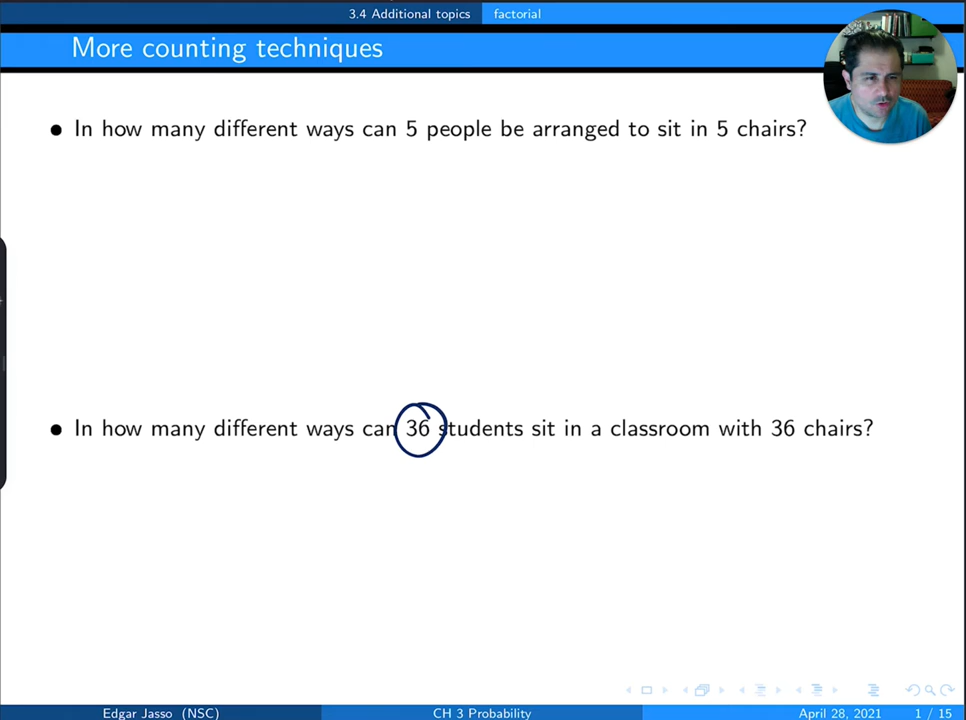 3.4 Additional topics factorial
More counting techniques
• In how many different ways can 5 people be arranged to sit in 5 chairs?
• In how many different ways can 36 students sit in a classroom with 36 chairs?
Edgar Jasso (NSC) CH 3 Probability April 28, 2021 1 / 15